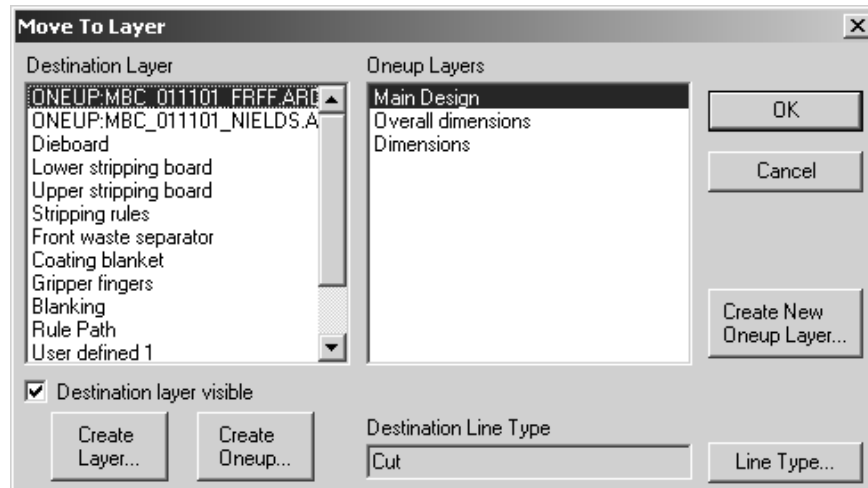 Move To Layer
Destination Layer
ONEUP:MBC_011101_FRFF.ARD
ONEUP:MBC_011101_NIELDS.A
Dieboard
Lower stripping board
Upper stripping board
Stripping rules
Front waste separator
Coating blanket
Gripper fingers
Blanking
Rule Path
User defined 1
Oneup Layers
Main Design
Overall dimensions
Dimensions
OK
Cancel
Create New
Oneup Layer...
Destination layer visible
Create
Layer...
Create
Oneup...
Destination Line Type
Cut
Line Type...